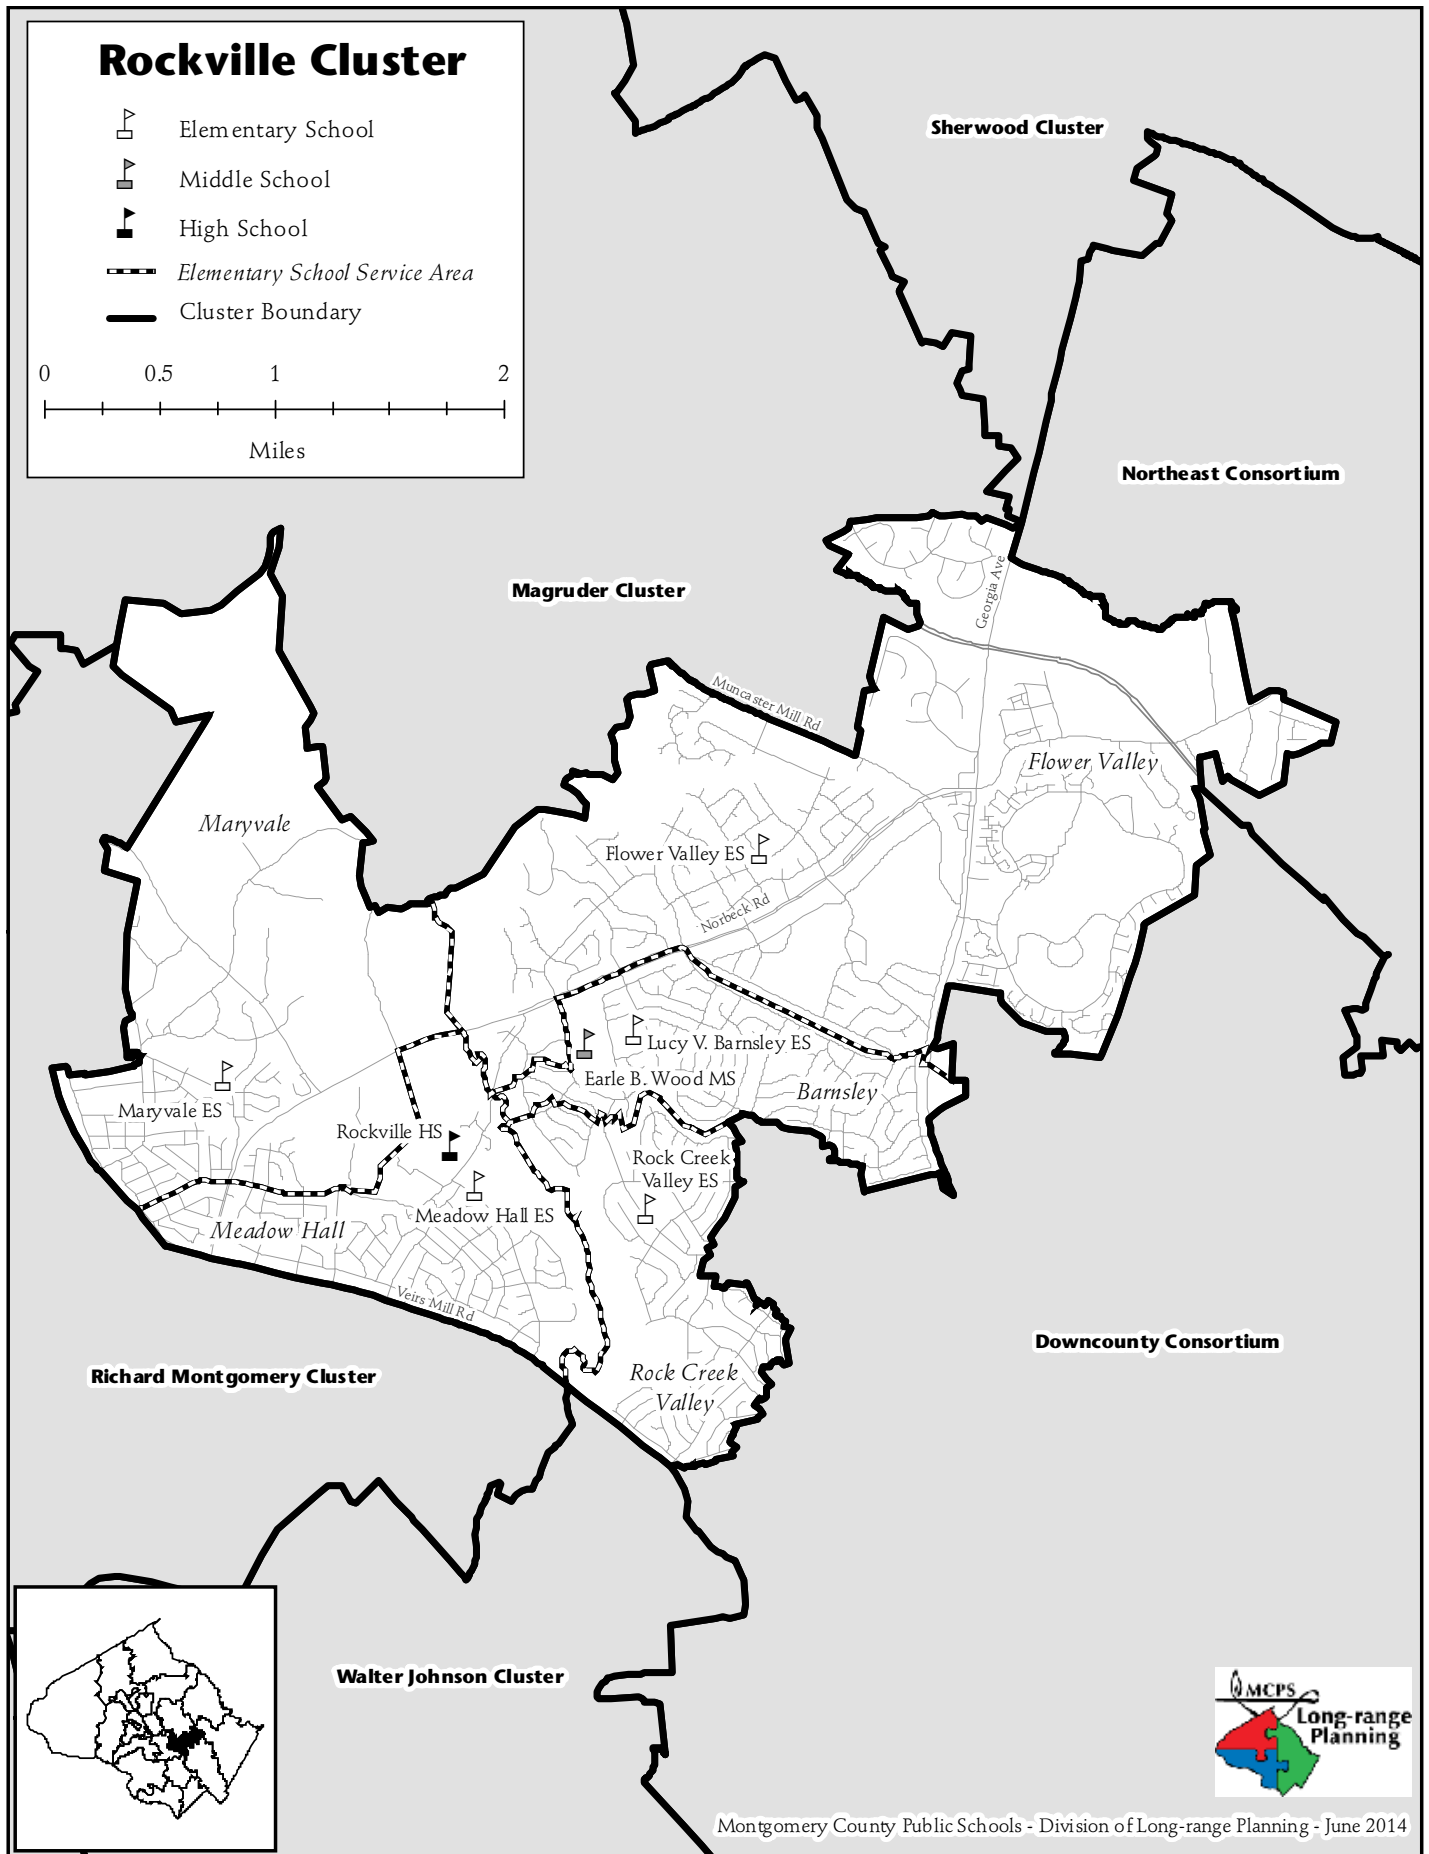 Rockville Cluster
Elementary School
Middle School
High School
Elementary School Service Area
Cluster Boundary
0 0.5 1 2
Miles
Sherwood Cluster
Northeast Consortium
Magruder Cluster
Georgia Ave
Muncaster Mill Rd
Flower Valley
Maryvale
Flower Valley ES
Norbeck Rd
Lucy V. Barnsley ES
Earle B. Wood MS
Barnsley
Maryvale ES
Rockville HS
Rock Creek
Valley ES
Meadow Hall ES
Meadow Hall
Veirs Mill Rd
Downcounty Consortium
Richard Montgomery Cluster
Rock Creek
Valley
Walter Johnson Cluster
MCPS
Long-range
Planning
Montgomery County Public Schools - Division of Long-range Planning - June 2014